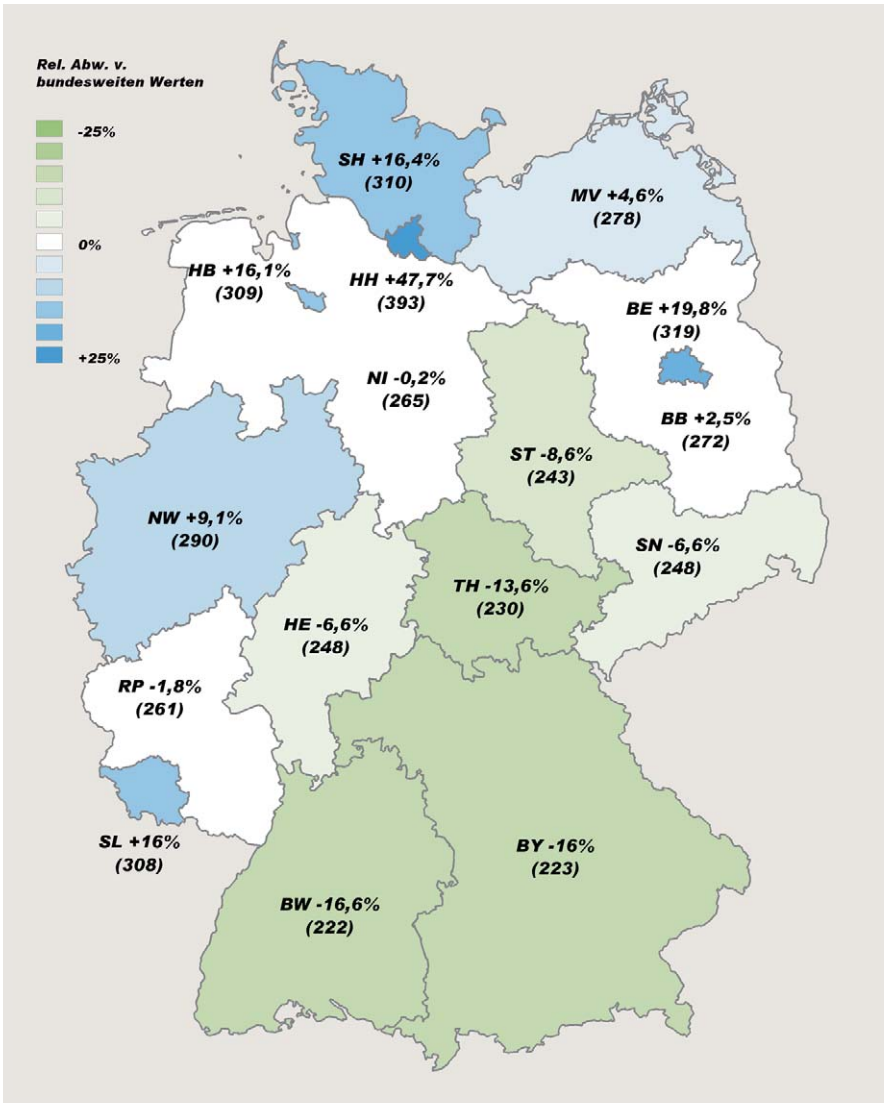 Rel. Abw. v.
bundesweiten Werten
-25%
0%
+25%
SH +16,4%
(310)
MV +4,6%
(278)
HB +16,1%
(309)
HH +47,7%
(393)
BE +19,8%
(319)
NI -0,2%
(265)
BB +2,5%
(272)
ST -8,6%
(243)
NW +9,1%
(290)
SN -6,6%
(248)
TH -13,6%
(230)
HE -6,6%
(248)
RP -1,8%
(261)
SL +16%
(308)
BY -16%
(223)
BW -16,6%
(222)